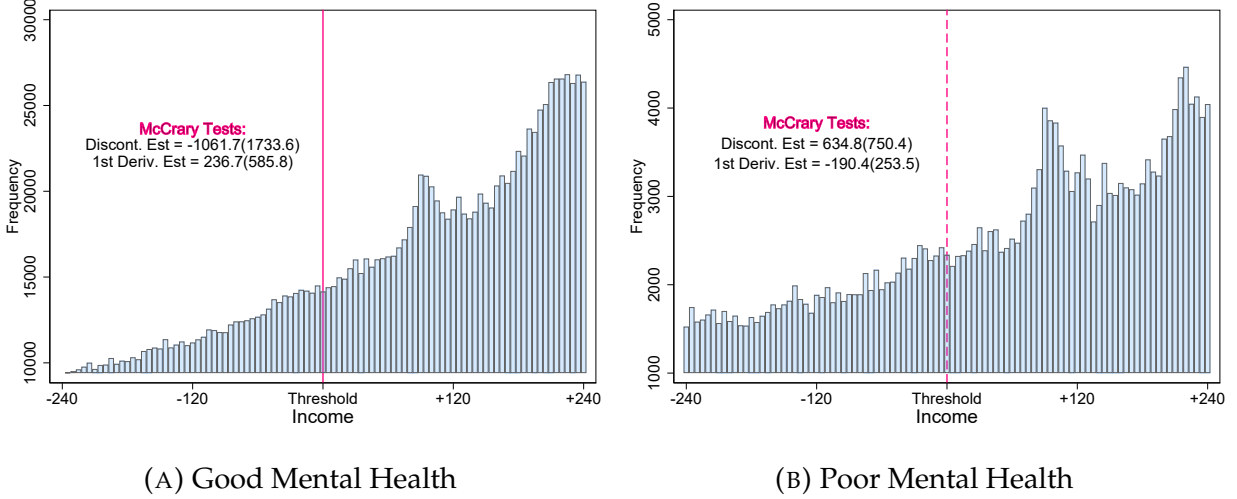 30000
25000
20000
15000
10000
Frequency
McCrary Tests:
Discont. Est = -1061.7(1733.6)
1st Deriv. Est = 236.7(585.8)
-240
-120
Threshold
+120
+240
Income
(A) Good Mental Health
5000
4000
3000
2000
1000
Frequency
McCrary Tests:
Discont. Est = 634.8(750.4)
1st Deriv. Est = -190.4(253.5)
-240
-120
Threshold
+120
+240
Income
(B) Poor Mental Health